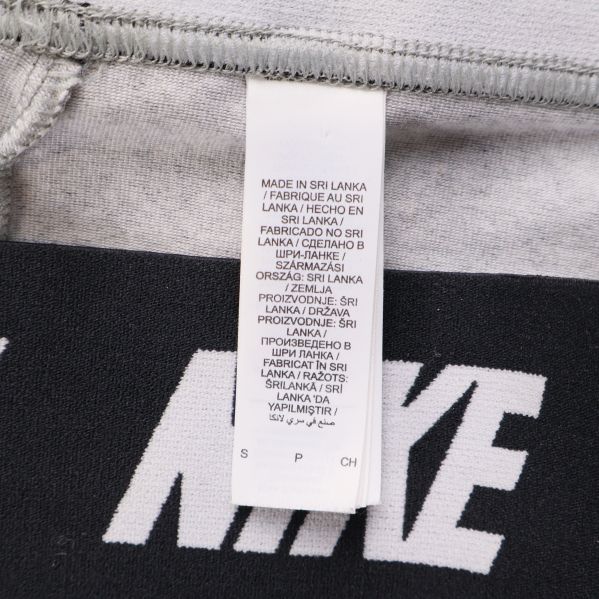 MADE IN SRI LANKA
/ FABRIQUE AU SRI
LANKA / HECHO EN
SRI LANKA /
FABRICADO NO SRI
LANKA / СДЕЛАНО В
ШРИ-ЛАНКЕ /
SZÁRMAZÁSI
ORSZÁG: SRI LANKA
/ ZEMLJA
PROIZVODNJE: ŠRI
LANKA / DRŽAVA
PROIZVODNJE: ŠRI
LANKA /
ПРОИЗВЕДЕНО В
ШРИ ЛАНКА /
FABRICAT ÎN SRI
LANKA / RAŽOTS:
ŠRILANKĀ / SRİ
LANKA 'DA
YAPILMIŞTIR /
صنع في سري لانكا
S P CH
NIKE